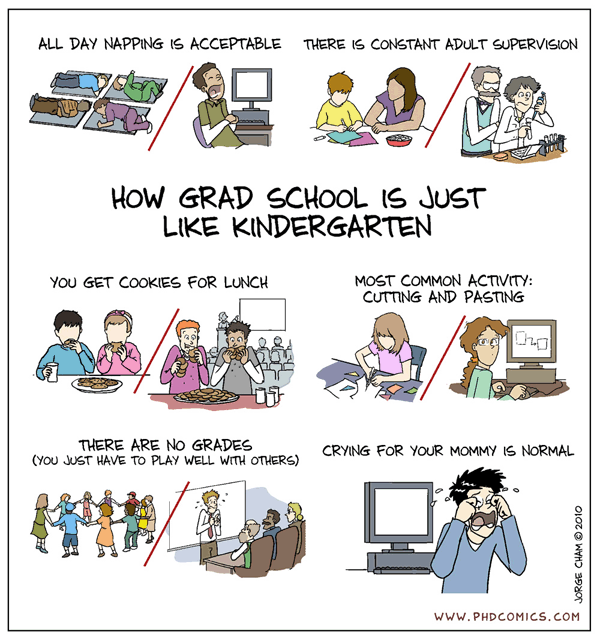 ALL DAY NAPPING IS ACCEPTABLE
THERE IS CONSTANT ADULT SUPERVISION
HOW GRAD SCHOOL IS JUST
LIKE KINDERGARTEN
YOU GET COOKIES FOR LUNCH
MOST COMMON ACTIVITY:
CUTTING AND PASTING
THERE ARE NO GRADES
(YOU JUST HAVE TO PLAY WELL WITH OTHERS)
CRYING FOR YOUR MOMMY IS NORMAL
JORGE CHAM © 2010
WWW.PHDCOMICS.COM